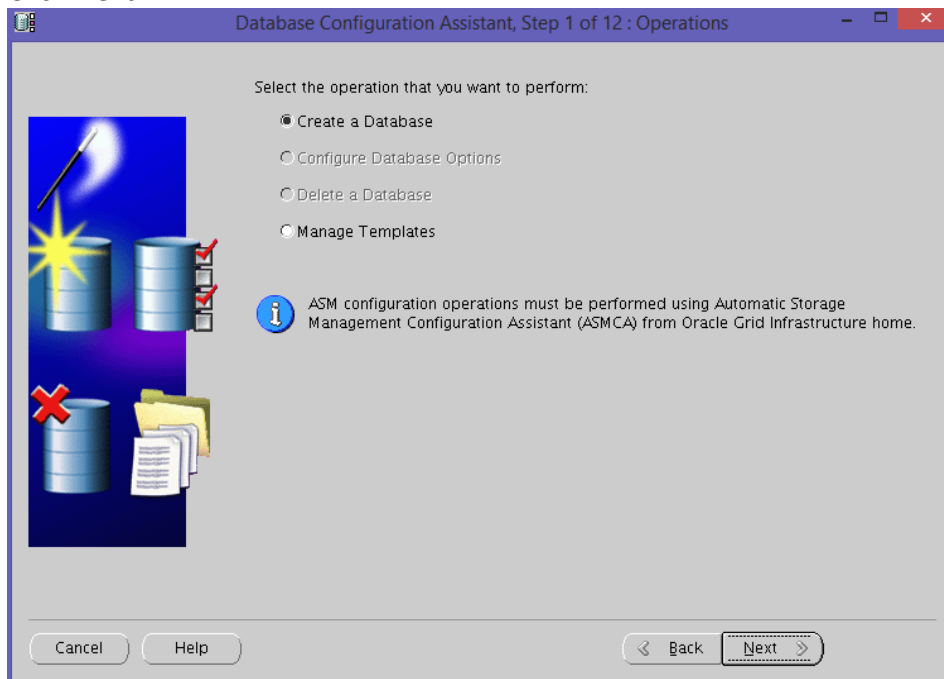 Database Configuration Assistant, Step 1 of 12 : Operations
Select the operation that you want to perform:
Create a Database
Configure Database Options
Delete a Database
Manage Templates
ASM configuration operations must be performed using Automatic Storage
Management Configuration Assistant (ASMCA) from Oracle Grid Infrastructure home.
Cancel Help Back Next